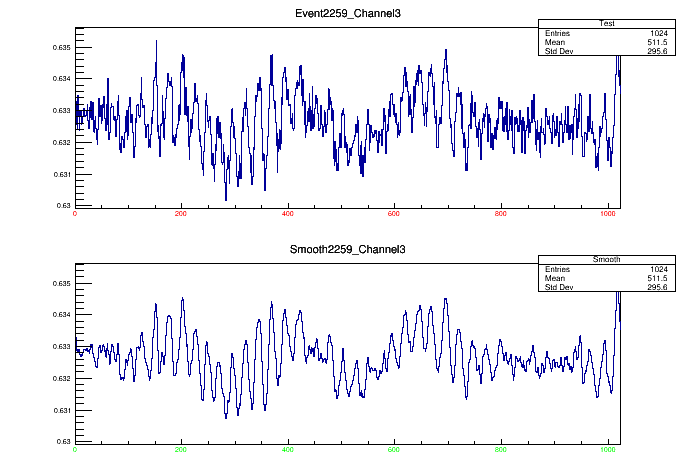 Event2259_Channel3
Test
Entries 1024
Mean 511.5
Std Dev 295.6
0.635
0.634
0.633
0.632
0.631
0.63
0 200 400 600 800 1000
Smooth2259_Channel3
Smooth
Entries 1024
Mean 511.5
Std Dev 295.6
0.635
0.634
0.633
0.632
0.631
0.63
0 200 400 600 800 1000